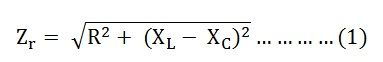 Z_r = √(R² + (X_L − X_C)²) … … … … (1)